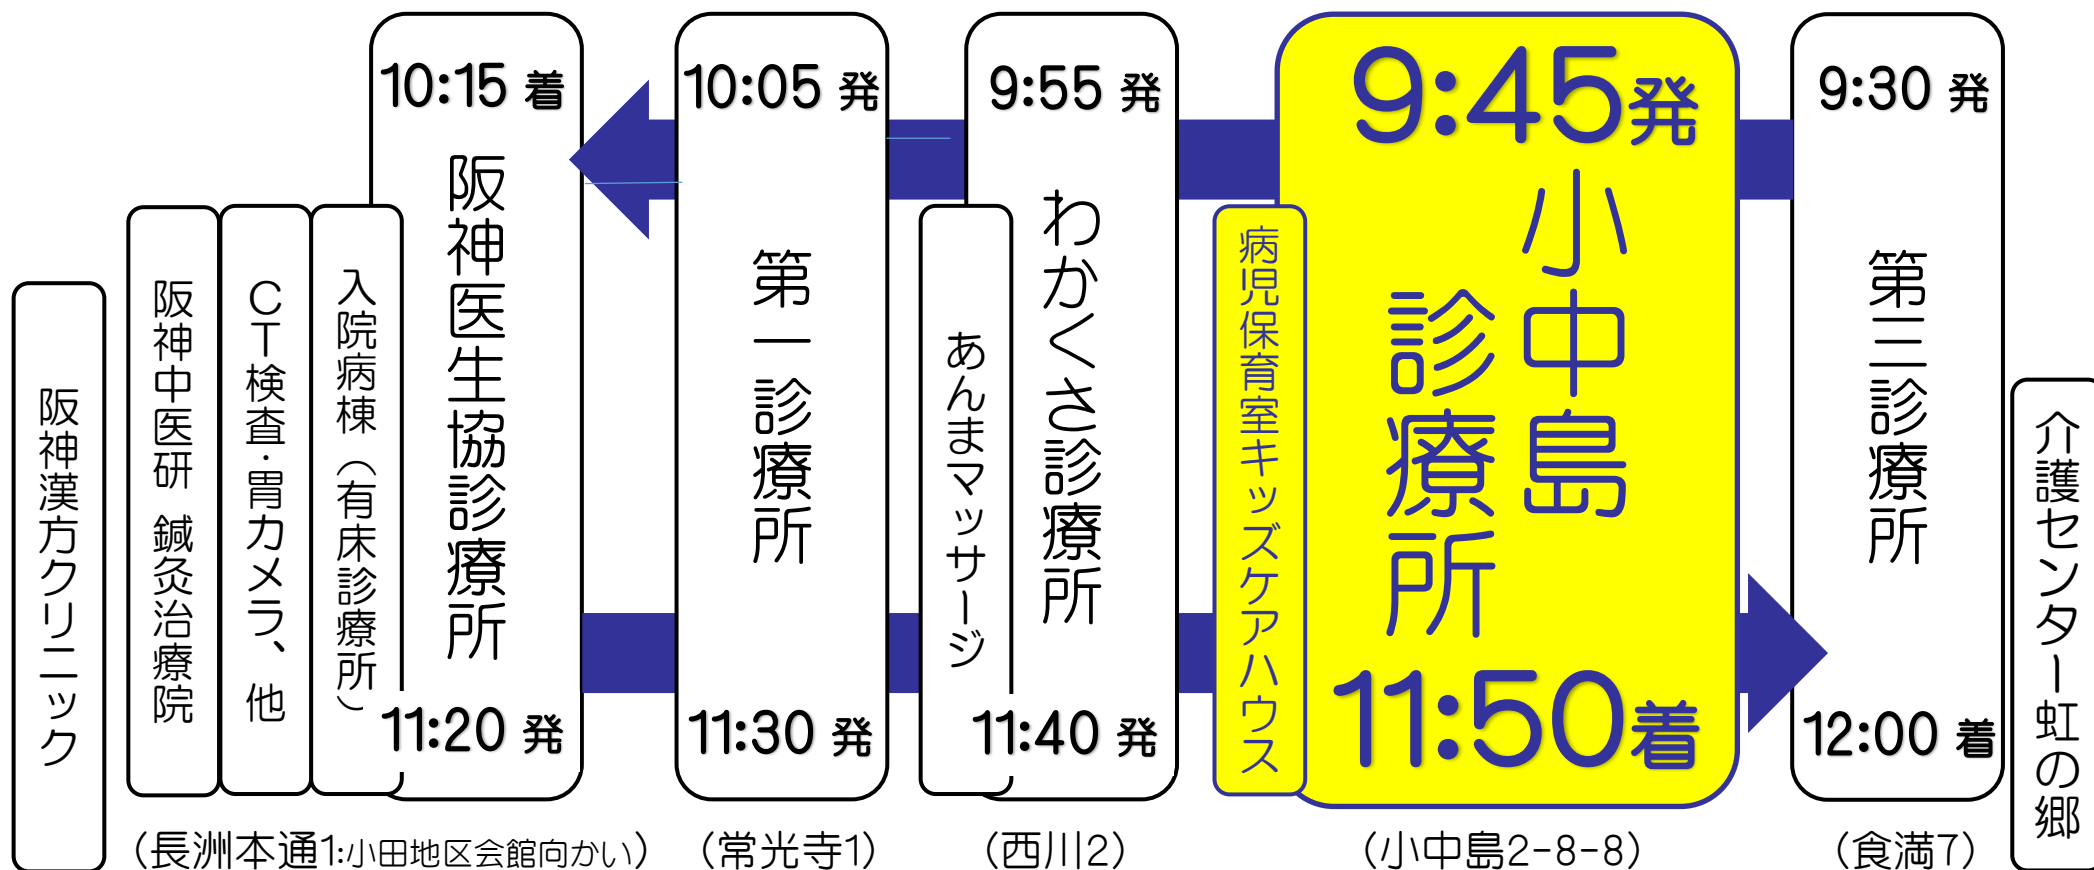 9:30 発
第三診療所
12:00 着
(食満7)
介護センター虹の郷
9:45発
小中島
診療所
11:50着
(小中島2-8-8)
病児保育室キッズケアハウス
9:55 発
わかくさ診療所
11:40 発
(西川2)
あんまマッサージ
10:05 発
第一診療所
11:30 発
(常光寺1)
10:15 着
阪神医生協診療所
11:20 発
(長洲本通1:小田地区会館向かい)
入院病棟(有床診療所)
CT検査・胃カメラ、他
阪神中医研 鍼灸治療院
阪神漢方クリニック